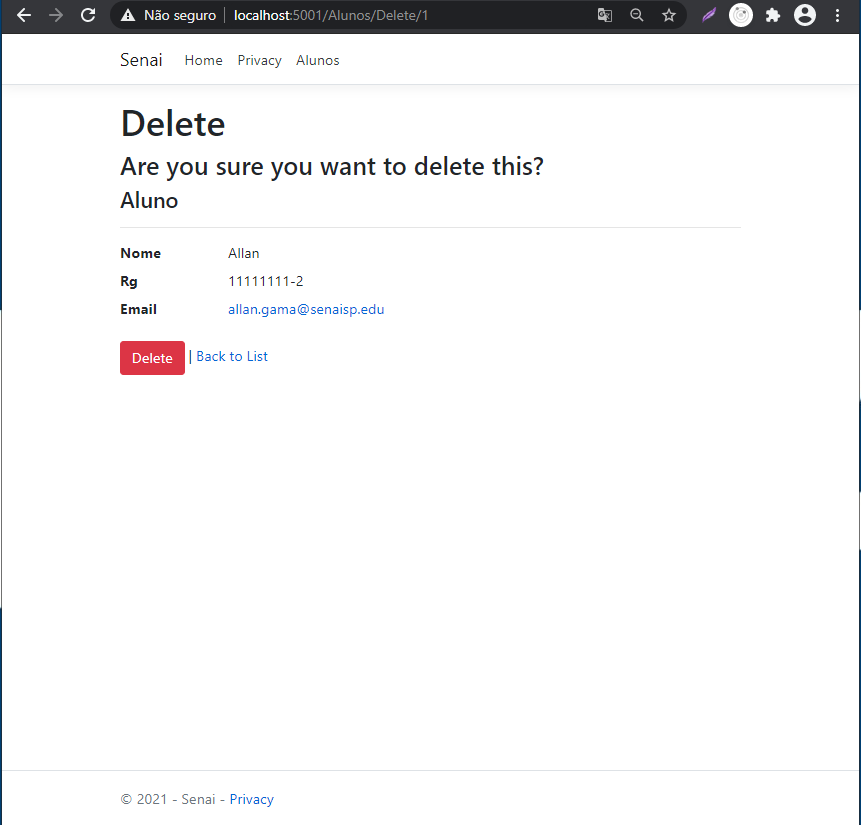 Não seguro localhost:5001/Alunos/Delete/1
Senai Home Privacy Alunos
Delete
Are you sure you want to delete this?
Aluno
Nome Allan
Rg 11111111-2
Email allan.gama@senaisp.edu
Delete | Back to List
© 2021 - Senai - Privacy